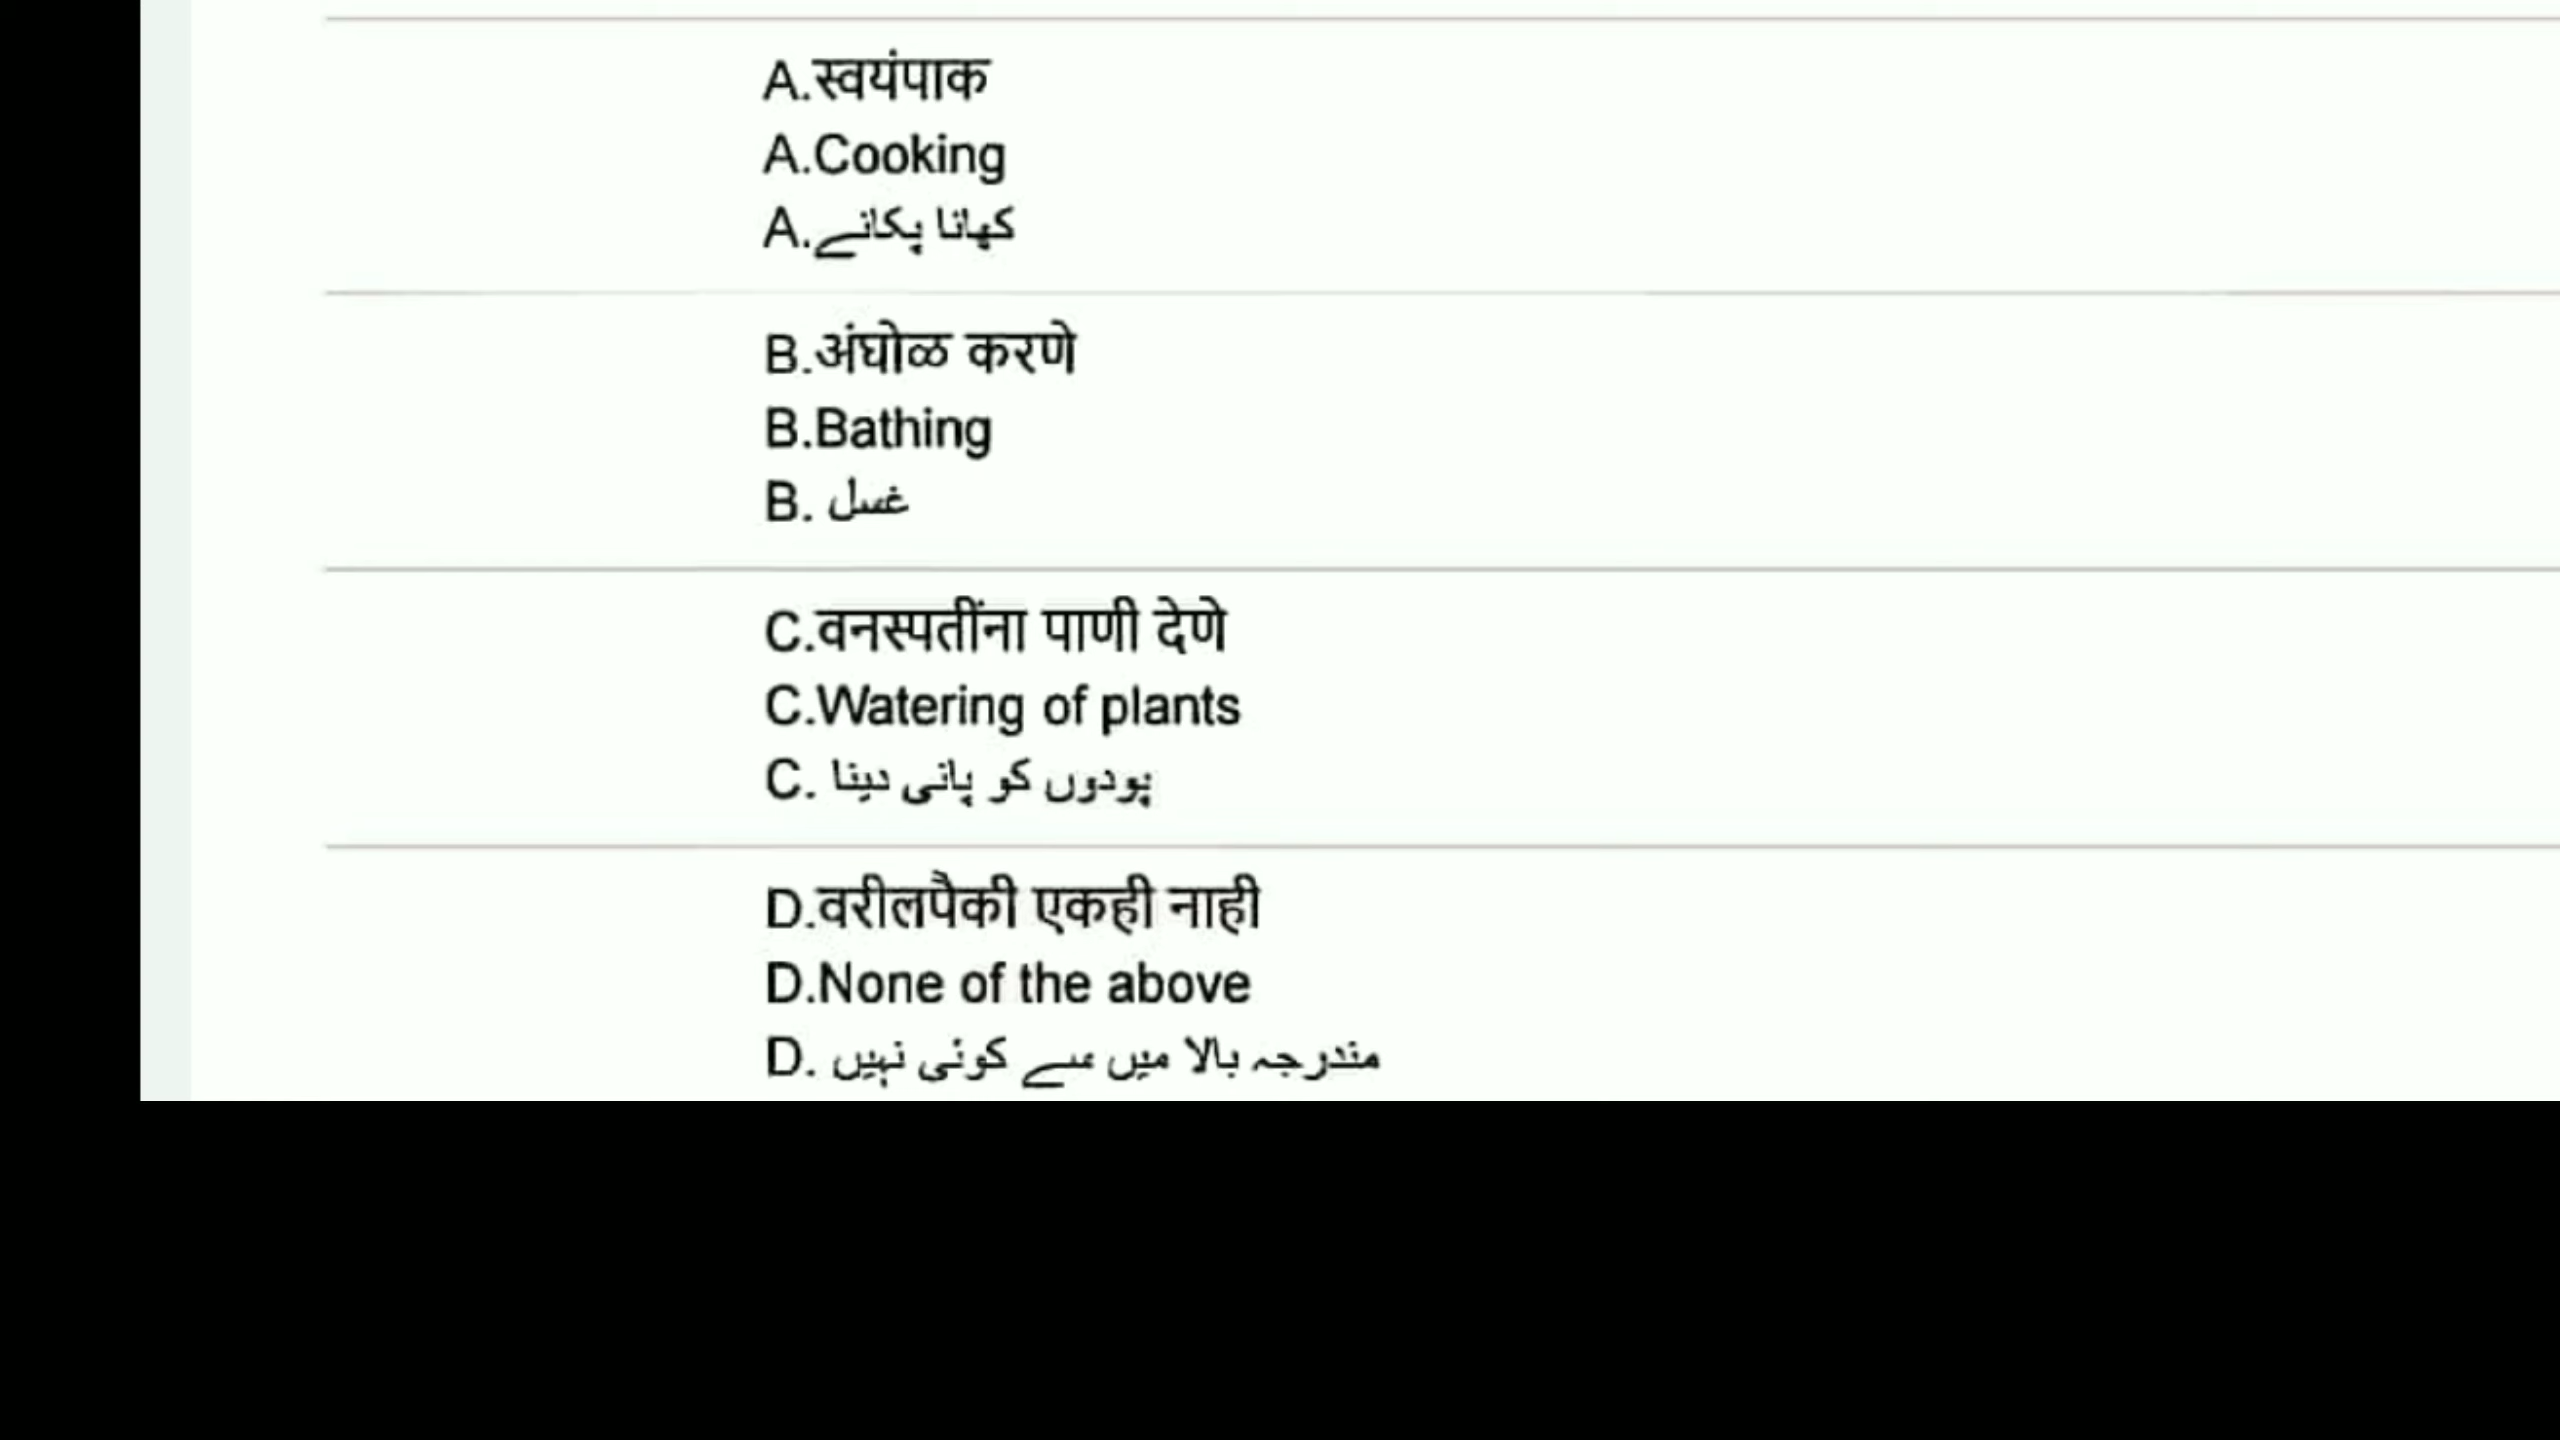 A.स्वयंपाक
A.Cooking
A.کھانا پکانے
B.अंघोळ करणे
B.Bathing
B. غسل
C.वनस्पतींना पाणी देणे
C.Watering of plants
C. پودوں کو پانی دینا
D.वरीलपैकी एकही नाही
D.None of the above
D. مندرجہ بالا میں سے کوئی نہیں